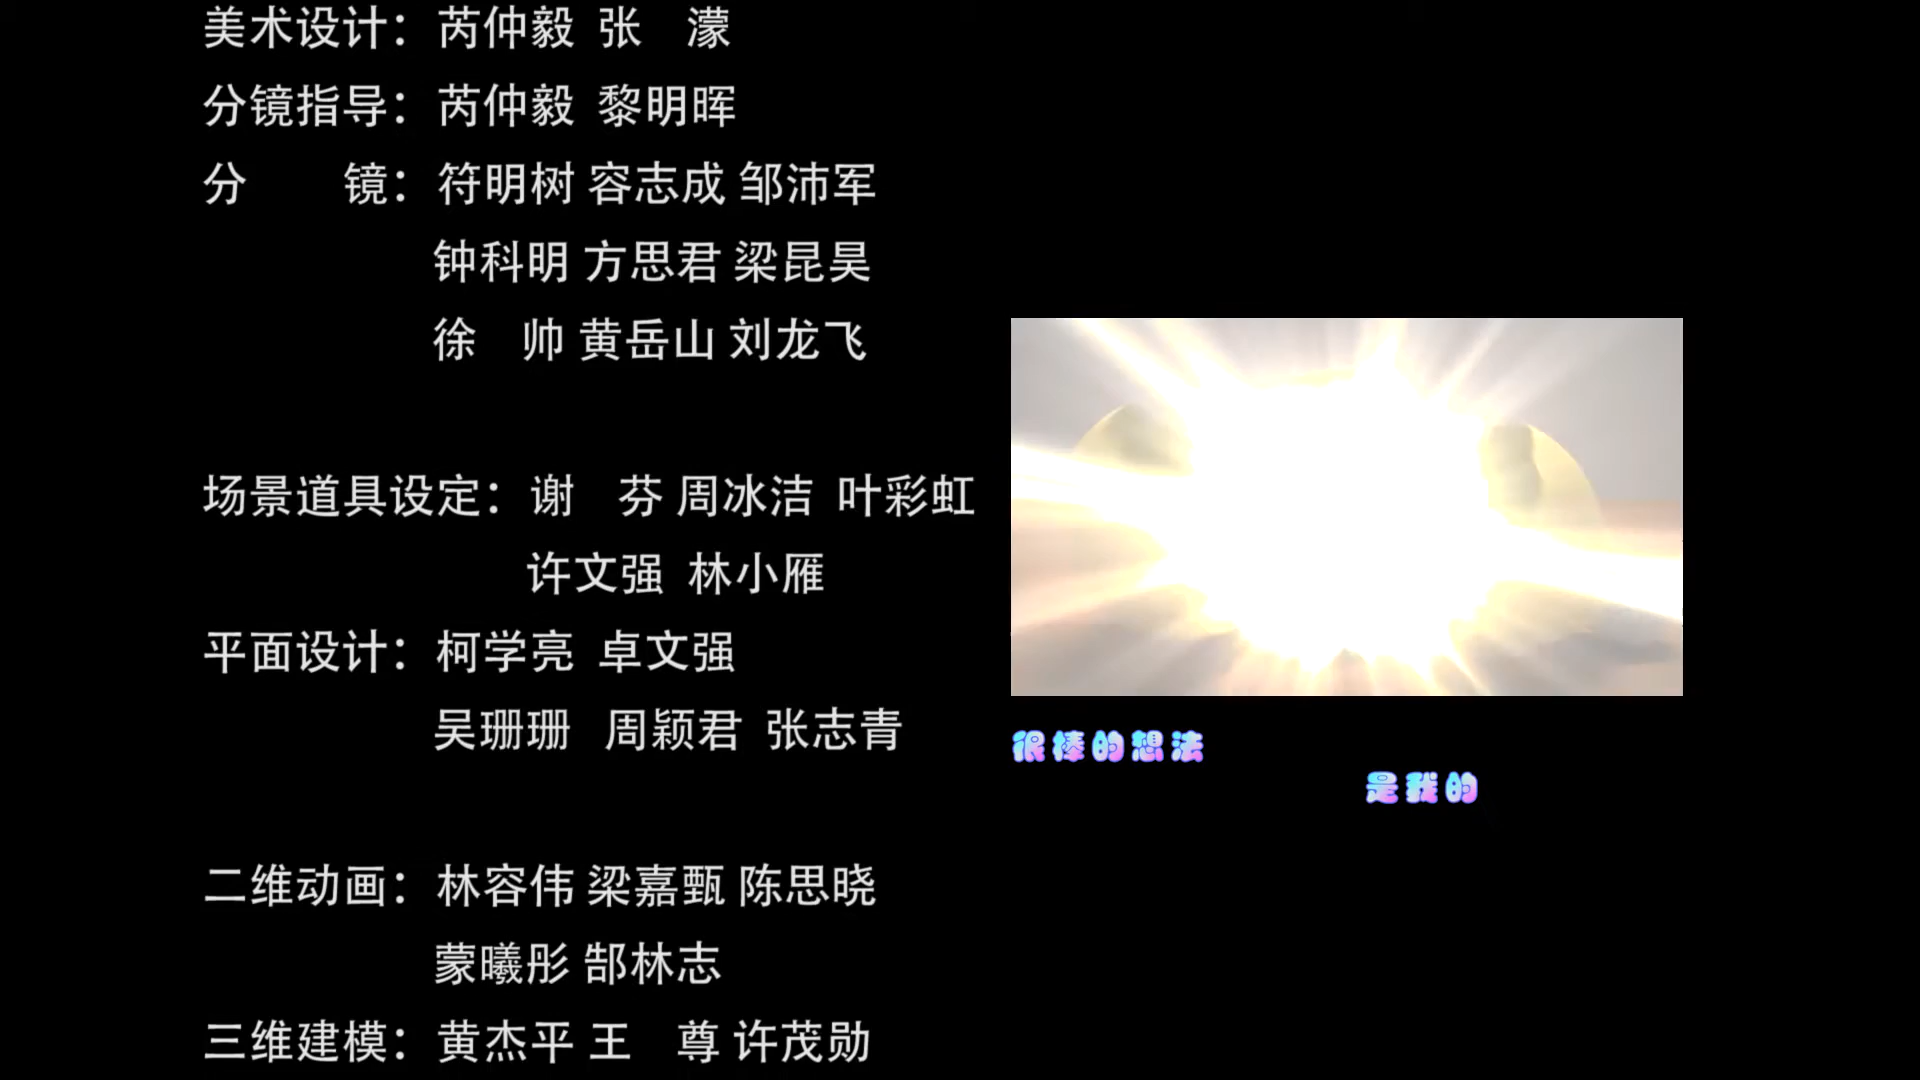 美术设计：芮仲毅 张 濛
分镜指导：芮仲毅 黎明晖
分 镜：符明树 容志成 邹沛军
钟科明 方思君 梁昆昊
徐 帅 黄岳山 刘龙飞
场景道具设定：谢 芬 周冰洁 叶彩虹
许文强 林小雁
平面设计：柯学亮 卓文强
吴珊珊 周颖君 张志青
很棒的想法
是我的
二维动画：林容伟 梁嘉甄 陈思晓
蒙曦彤 郜林志
三维建模：黄杰平 王 尊 许茂勋